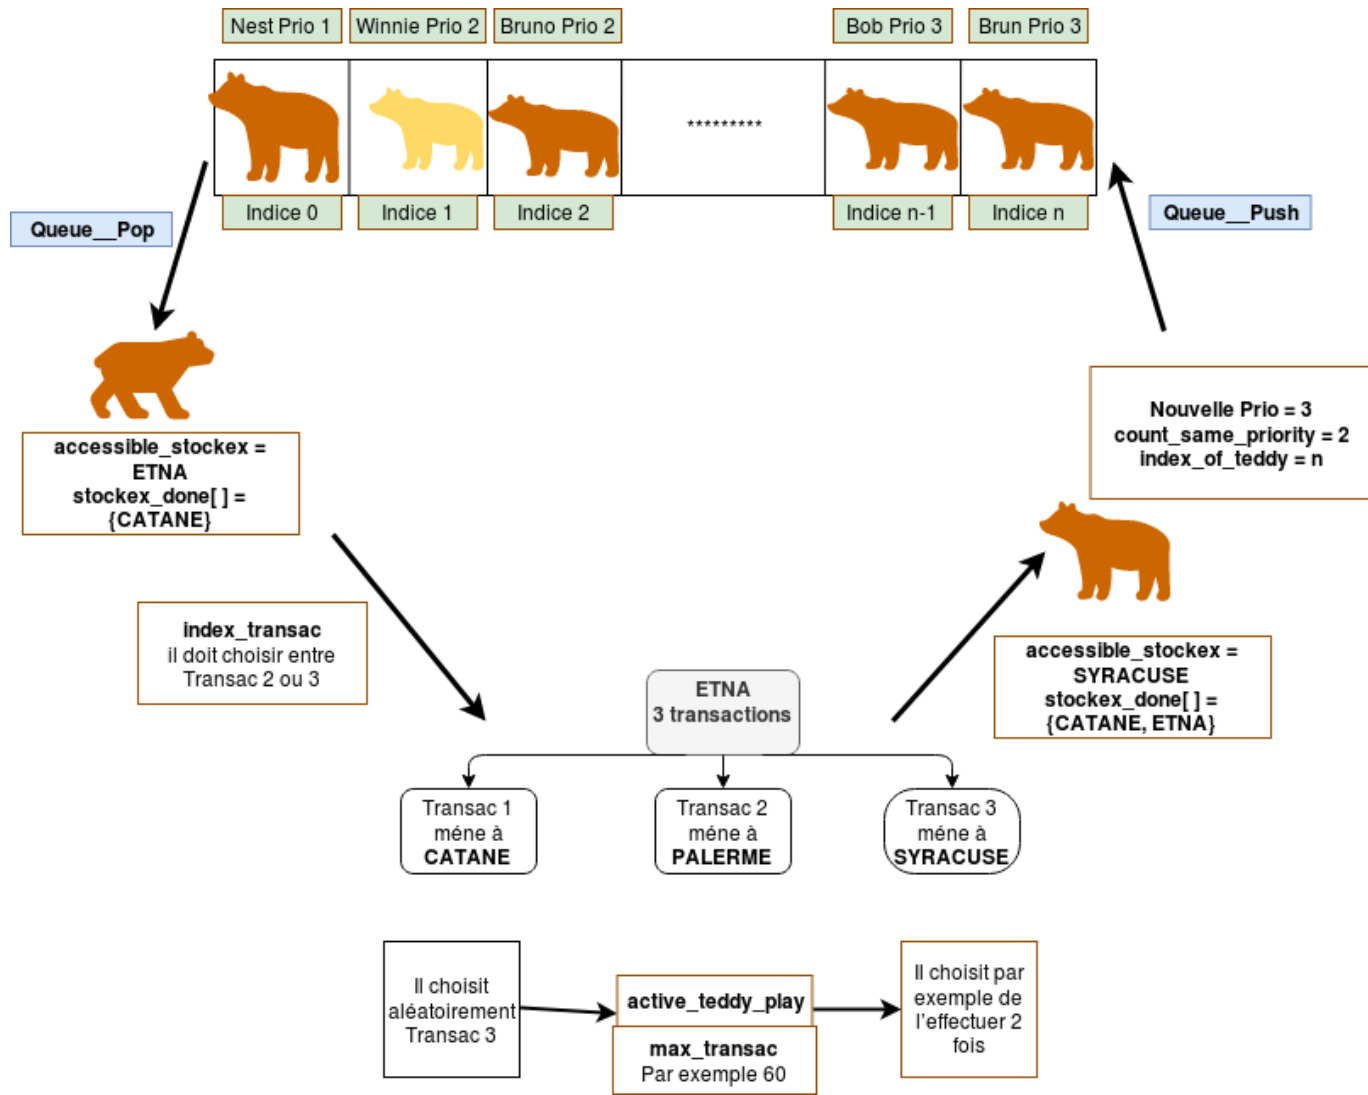 Nest Prio 1
Winnie Prio 2
Bruno Prio 2
Bob Prio 3
Brun Prio 3
*********
Indice 0
Indice 1
Indice 2
Indice n-1
Indice n
Queue__Pop
Queue__Push
accessible_stockex =
ETNA
stockex_done[ ] =
{CATANE}
Nouvelle Prio = 3
count_same_priority = 2
index_of_teddy = n
index_transac
il doit choisir entre
Transac 2 ou 3
accessible_stockex =
SYRACUSE
stockex_done[ ] =
{CATANE, ETNA}
ETNA
3 transactions
Transac 1
méne à
CATANE
Transac 2
méne à
PALERME
Transac 3
méne à
SYRACUSE
Il choisit
aléatoirement
Transac 3
active_teddy_play
max_transac
Par exemple 60
Il choisit par
exemple de
l'effectuer 2
fois